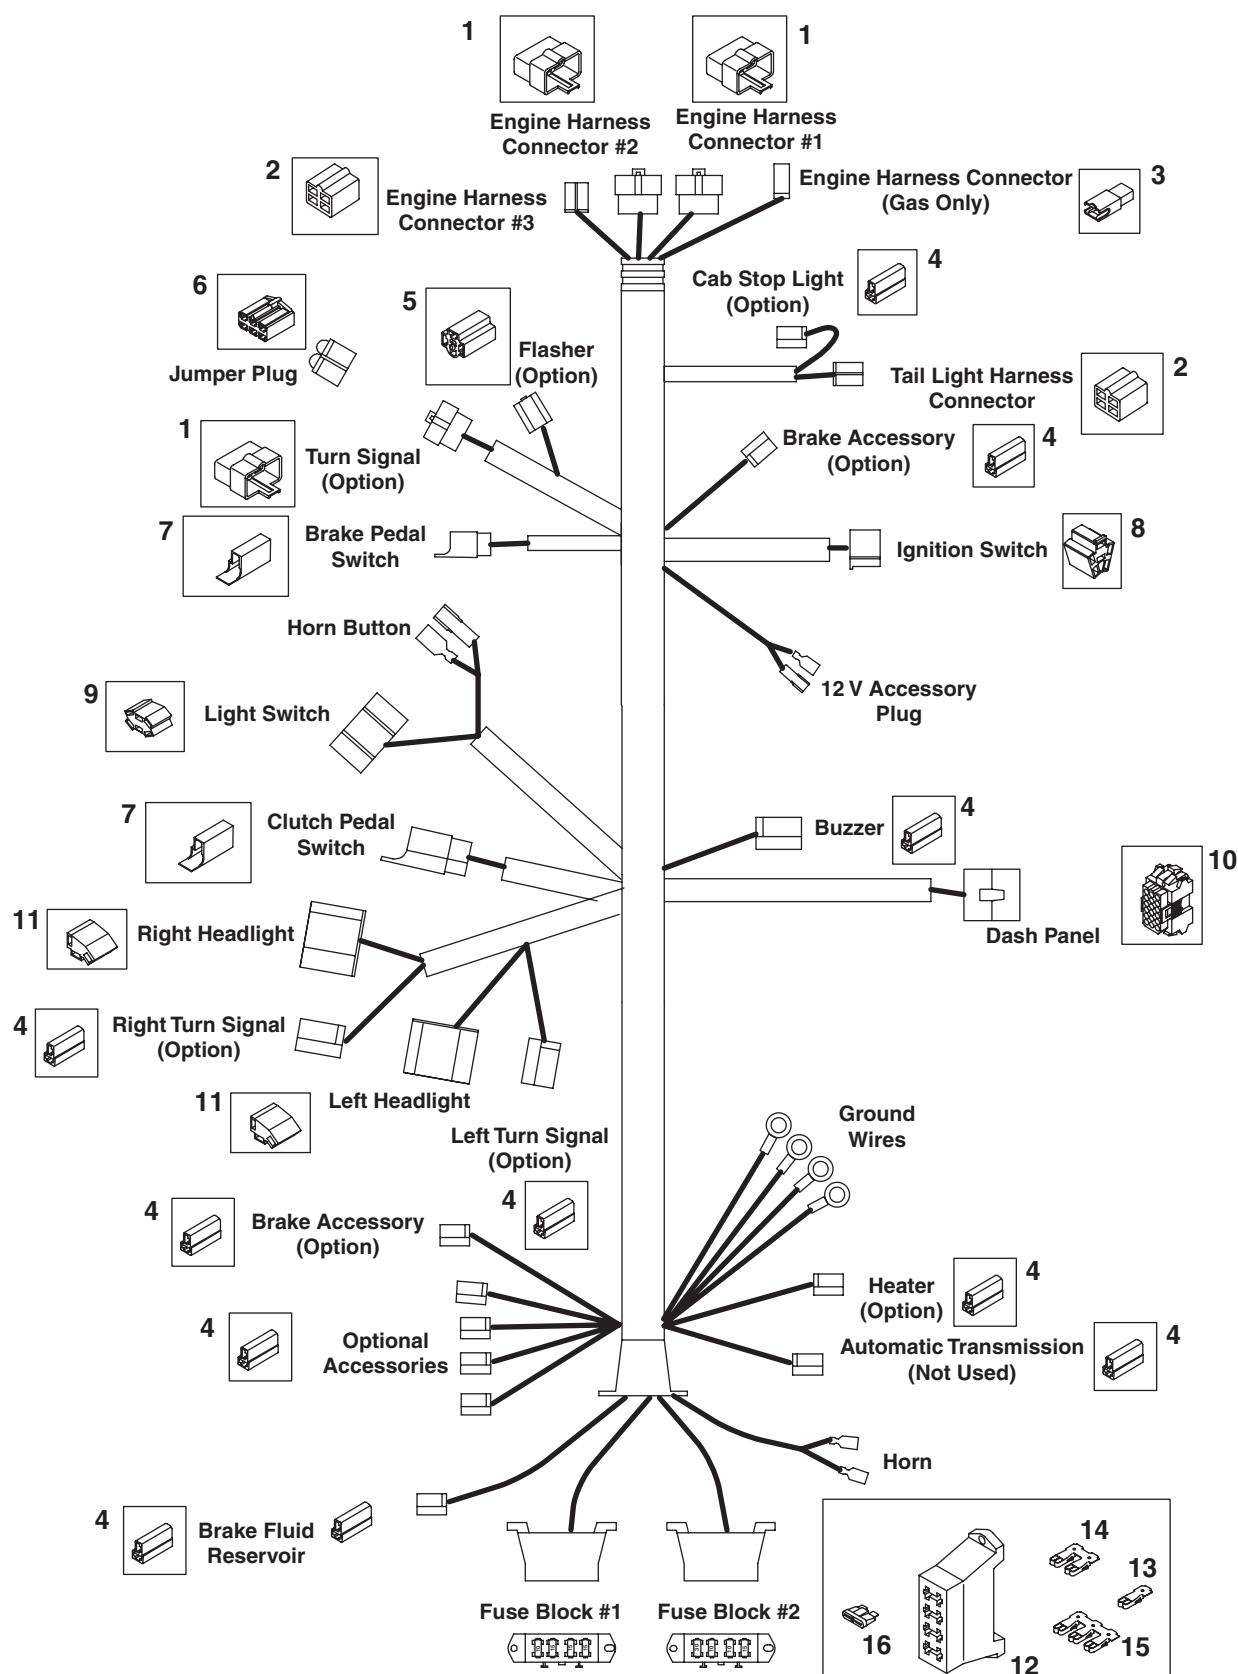 1
1
Engine Harness
Connector #2
Engine Harness
Connector #1
2
Engine Harness
Connector #3
Engine Harness Connector
(Gas Only)
3
Cab Stop Light
(Option)
4
6
Jumper Plug
5
Flasher
(Option)
Tail Light Harness
Connector
2
1
Turn Signal
(Option)
Brake Accessory
(Option)
4
7
Brake Pedal
Switch
Ignition Switch
8
Horn Button
12 V Accessory
Plug
9
Light Switch
7
Clutch Pedal
Switch
Buzzer
4
10
Dash Panel
11
Right Headlight
4
Right Turn Signal
(Option)
11
Left Headlight
Left Turn Signal
(Option)
4
Ground
Wires
4
Brake Accessory
(Option)
Heater
(Option)
4
4
Optional
Accessories
Automatic Transmission
(Not Used)
4
Horn
4
Brake Fluid
Reservoir
Fuse Block #1
Fuse Block #2
14
13
16
15
12